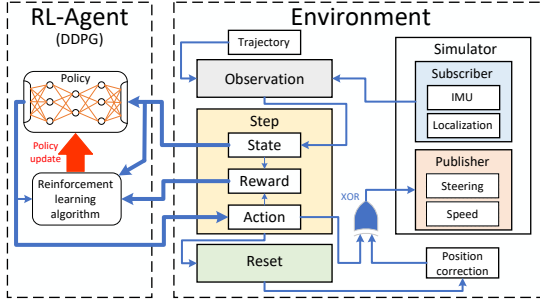 RL-Agent
(DDPG)
Policy
Policy
update
Reinforcement
learning
algorithm
Environment
Trajectory
Observation
Step
State
Reward
Action
Reset
XOR
Simulator
Subscriber
IMU
Localization
Publisher
Steering
Speed
Position
correction